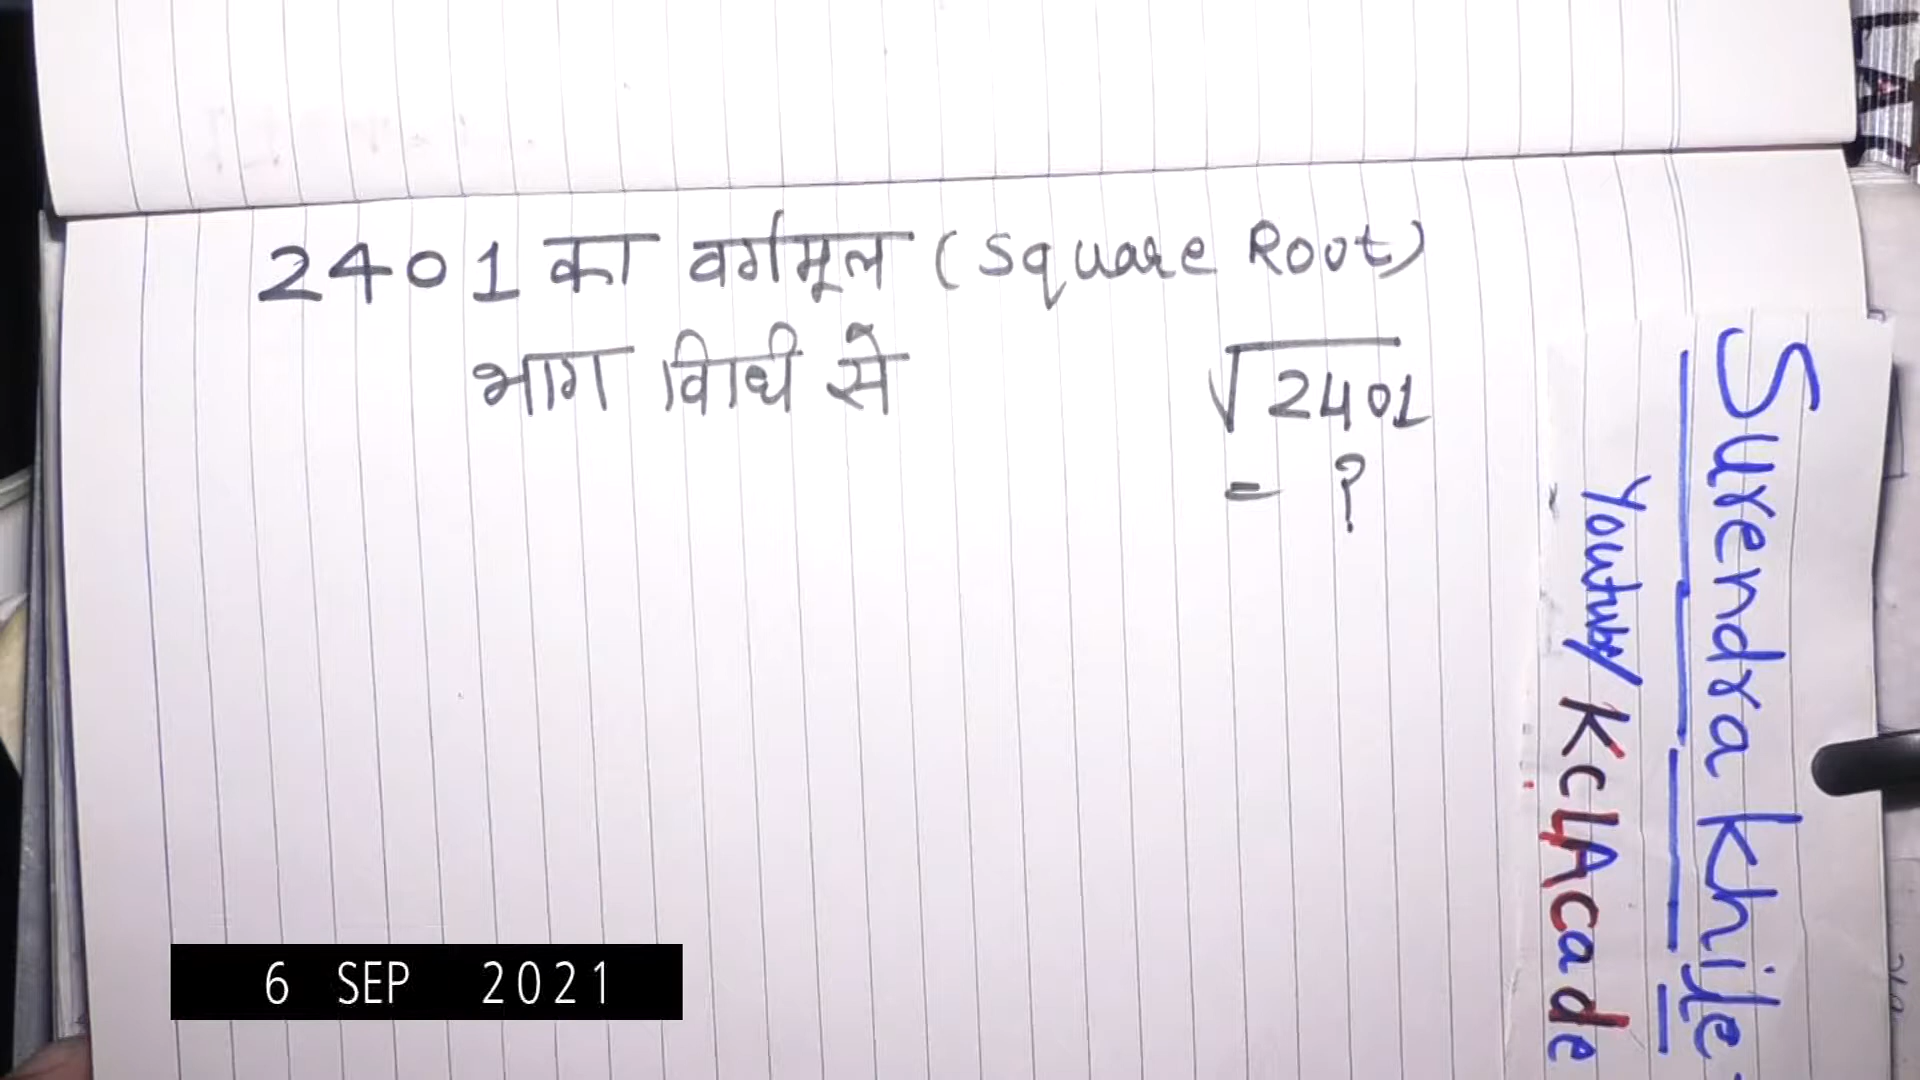 2401 का वर्गमूल (Square Root)
भाग विधि से
√2401
= ?
Surendra Khile
Youtube/KclAcade
6 SEP 2021